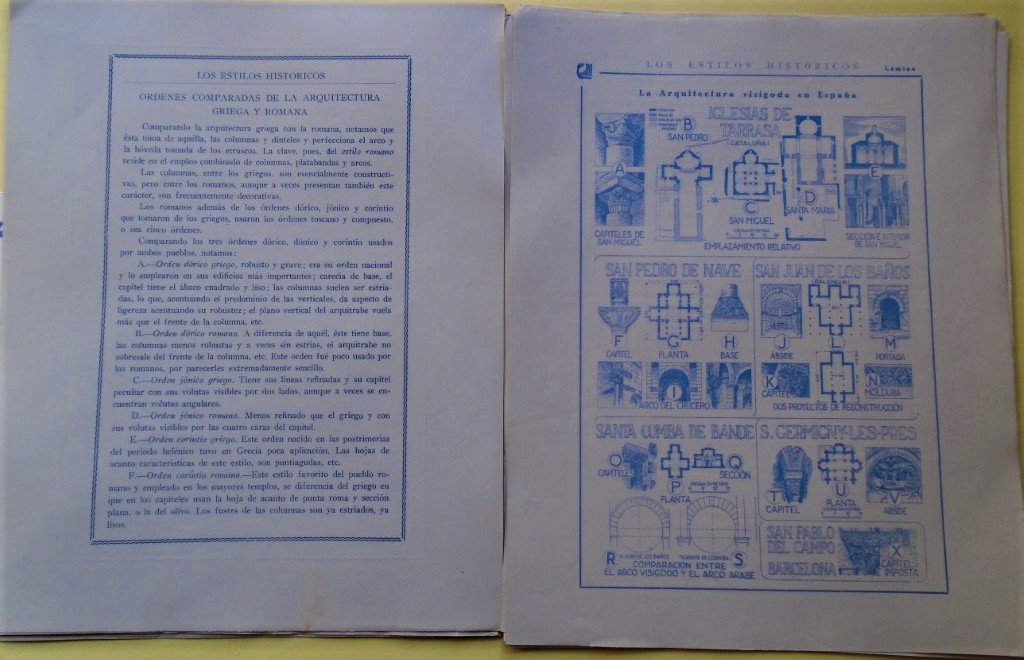 LOS ESTILOS HISTORICOS
ORDENES COMPARADAS DE LA ARQUITECTURA
GRIEGA Y ROMANA
Comparando la arquitectura griega con la romana, notamos que
ésta toma de aquélla, las columnas y dinteles y perfecciona el arco y
la bóveda tomada de los etruscos. La clave, pues, del estilo romano
reside en el empleo combinado de columnas, platabandas y arcos.
Las columnas, entre los griegos, son esencialmente constructi-
vas, pero entre los romanos, aunque a veces presentan también este
carácter, son frecuentemente decorativas.
Los romanos además de los órdenes dórico, jónico y corintio
que tomaron de los griegos, usaron los órdenes toscano y compuesto,
o sea cinco órdenes.
Comparando los tres órdenes dórico, dónico y corintio usados
por ambos pueblos, notamos:
A.—Orden dórico griego, robusto y grave; era su orden nacional
y lo emplearon en sus edificios más importantes; carecía de base, el
capitel tiene el ábaco cuadrado y liso; las columnas suelen ser estria-
das, lo que, acentuando el predominio de las verticales, da aspecto de
ligereza acentuando su robustez; el plano vertical del arquitrabe vuela
más que el frente de la columna, etc.
B.—Orden dórico romano. A diferencia de aquél, éste tiene base,
las columnas menos robustas y a veces sin estrías, el arquitrabe no
sobresale del frente de la columna, etc. Este orden fué poco usado por
los romanos, por parecerles extremadamente sencillo.
C.—Orden jónico griego. Tiene sus líneas refinadas y su capitel
peculiar con sus volutas visibles por dos lados, aunque a veces se en-
cuentran volutas angulares.
D.—Orden jónico romano. Menos refinado que el griego y con
sus volutas visibles por las cuatro caras del capitel.
E.—Orden corintio griego. Este orden nacido en las postrimerías
del período helénico tuvo en Grecia poca aplicación. Las hojas de
acanto características de este estilo, son puntiagudas, etc.
F.—Orden corintio romano.—Este estilo favorito del pueblo ro-
mano y empleado en los mayores templos, se diferencia del griego en
que en los capiteles usan la hoja de acanto de punta roma y sección
plana, o la del olivo. Los fustes de las columnas son ya estriados, ya
lisos.
LOS ESTILOS HISTÓRICOS Lámina
La Arquitectura visigoda en España
IGLESIAS DE
TARRASA
(CATALUÑA)
B
SAN PEDRO
A
C
SAN MIGUEL
D
SANTA MARIA
E
CAPITELES DE
SAN MIGUEL
EMPLAZAMIENTO RELATIVO
SECCIÓN E INTERIOR
DE SAN MIGUEL
SAN PEDRO DE NAVE
F
CAPITEL
G
PLANTA
H
BASE
I
ARCO DEL CRUCERO
SAN JUAN DE LOS BAÑOS
(PALENCIA)
J
ÁBSIDE
L
M
PORTADA
K
CAPITEL
N
MOLDURA
DOS PROYECTOS DE RECONSTRUCCIÓN
SANTA COMBA DE BANDE
O
CAPITELES
P
PLANTA
Q
SECCIÓN
R
S
COMPARACIÓN ENTRE
EL ARCO VISIGODO Y EL ARCO ARABE
S. GERMIGNY-LES-PRES
T
CAPITEL
U
PLANTA
V
ABSIDE
SAN PABLO
DEL CAMPO
BARCELONA
X
CAPITEL
IMPOSTA